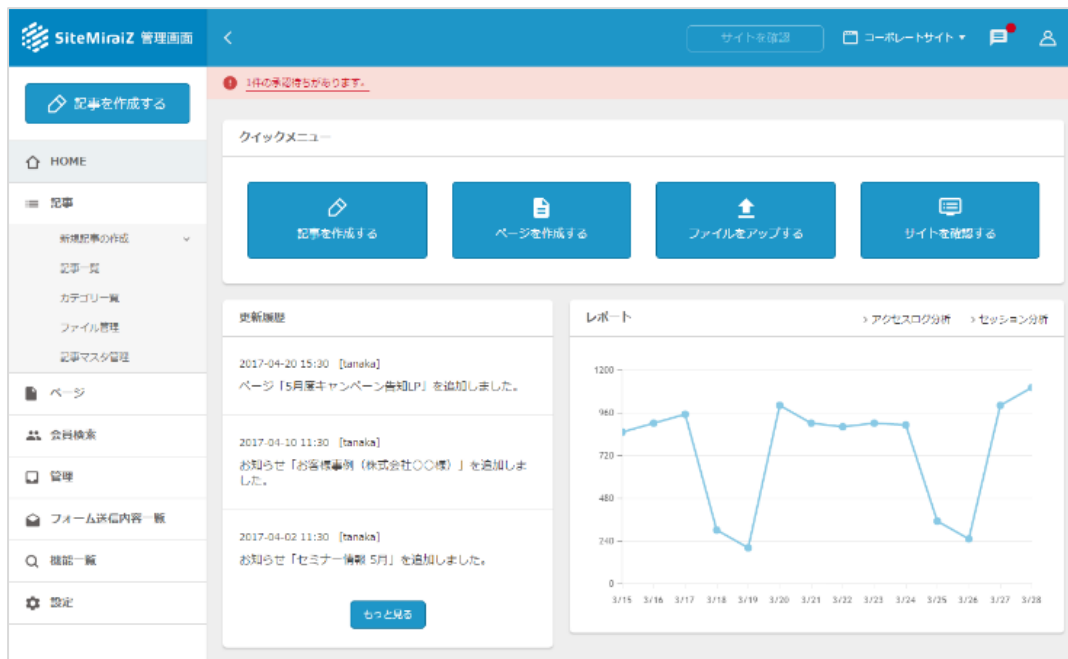 SiteMiraiZ 管理画面
サイトを確認
コーポレートサイト
記事を作成する
1件の承認待ちがあります。
HOME
記事
新規記事の作成
記事一覧
カテゴリ一覧
ファイル管理
記事マスタ管理
ページ
会員検索
管理
フォーム送信内容一覧
機能一覧
設定
クイックメニュー
記事を作成する
ページを作成する
ファイルをアップする
サイトを確認する
更新履歴
2017-04-20 15:30 [tanaka]
ページ「5月度キャンペーン告知LP」を追加しました。
2017-04-10 11:30 [tanaka]
お知らせ「お客様事例（株式会社〇〇様）」を追加しま
した。
2017-04-02 11:30 [tanaka]
お知らせ「セミナー情報 5月」を追加しました。
もっと見る
レポート
アクセスログ分析
セッション分析
1200
960
720
480
240
0
3/15 3/16 3/17 3/18 3/19 3/20 3/21 3/22 3/23 3/24 3/25 3/26 3/27 3/28